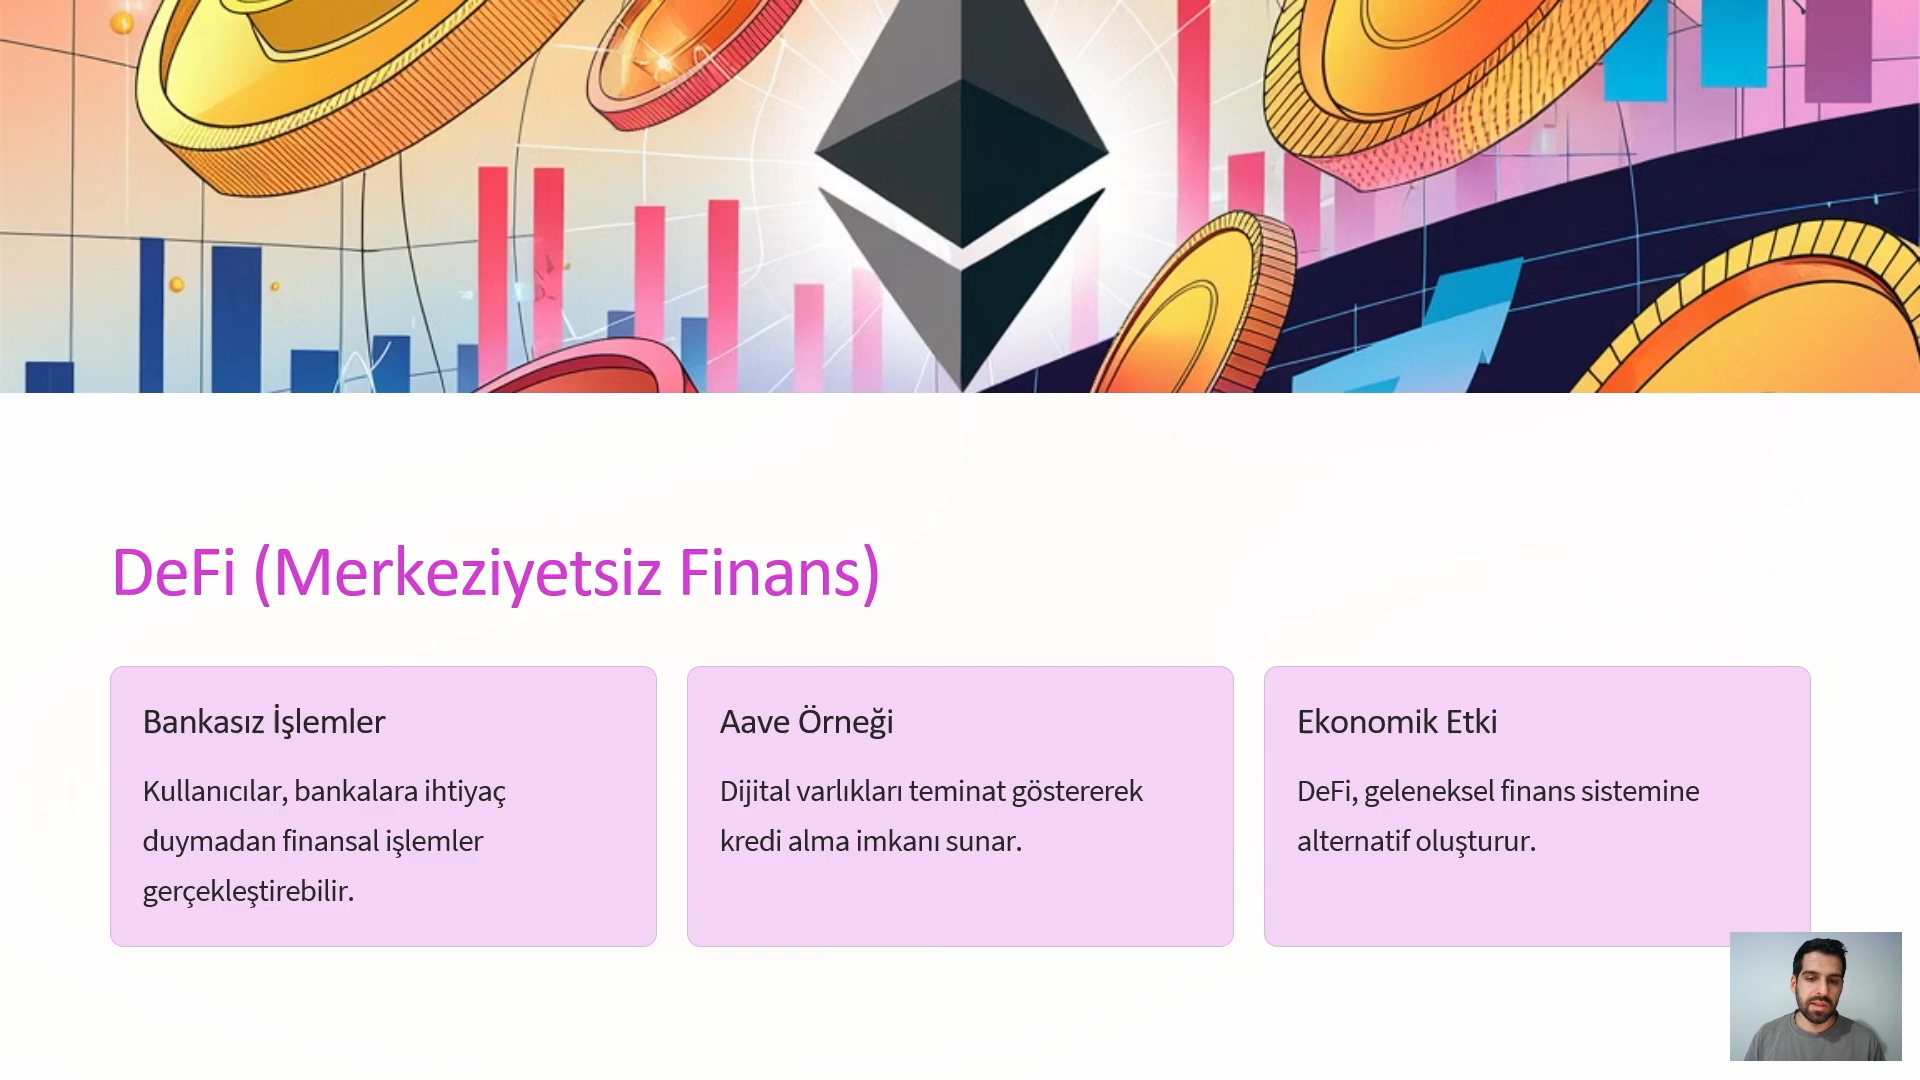 DeFi (Merkeziyetsiz Finans)
Bankasız İşlemler
Kullanıcılar, bankalara ihtiyaç
duymadan finansal işlemler
gerçekleştirebilir.
Aave Örneği
Dijital varlıkları teminat göstererek
kredi alma imkanı sunar.
Ekonomik Etki
DeFi, geleneksel finans sistemine
alternatif oluşturur.